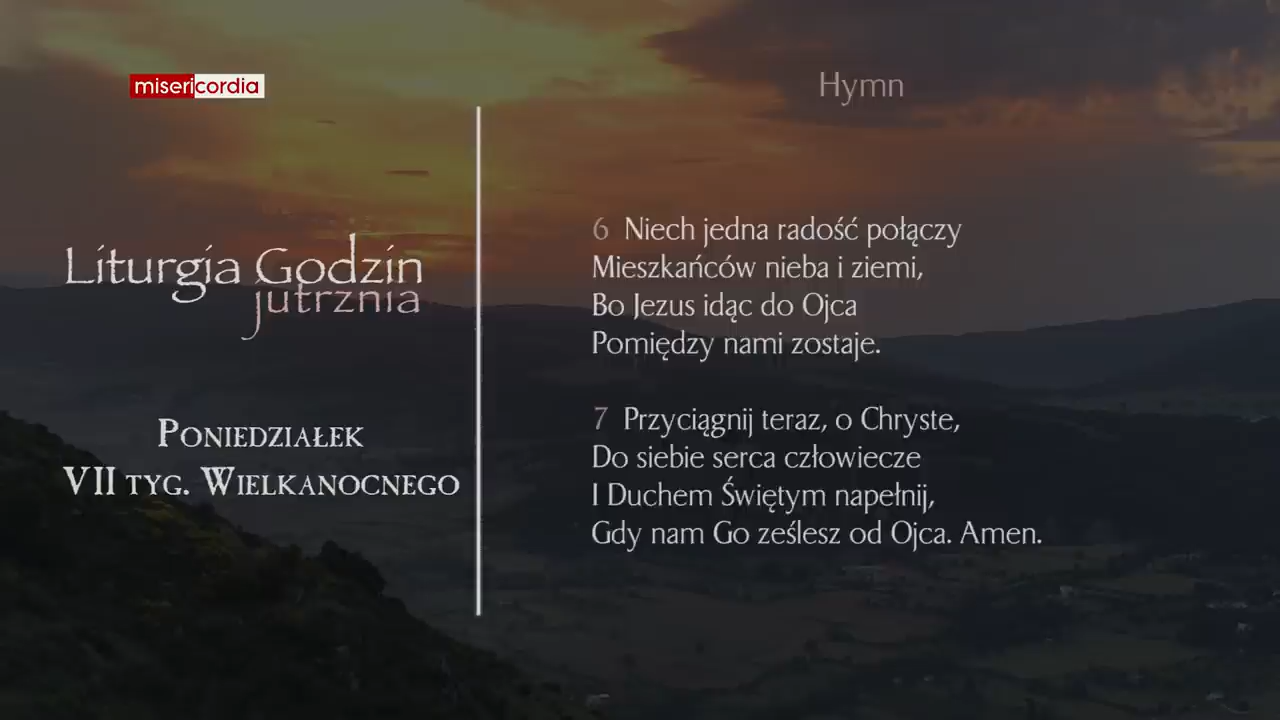 misericordia
Hymn
Liturgia Godzin
jutrznia
Poniedziałek
VII tyg. Wielkanocnego
6 Niech jedna radość połączy
Mieszkańców nieba i ziemi,
Bo Jezus idąc do Ojca
Pomiędzy nami zostaje.
7 Przyciągnij teraz, o Chryste,
Do siebie serca człowiecze
I Duchem Świętym napełnij,
Gdy nam Go ześlesz od Ojca. Amen.